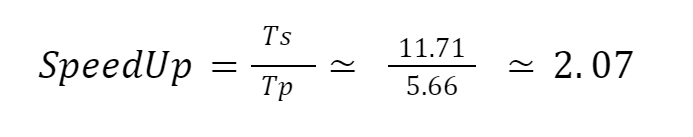 SpeedUp = Ts / Tp ≃ 11.71 / 5.66 ≃ 2.07